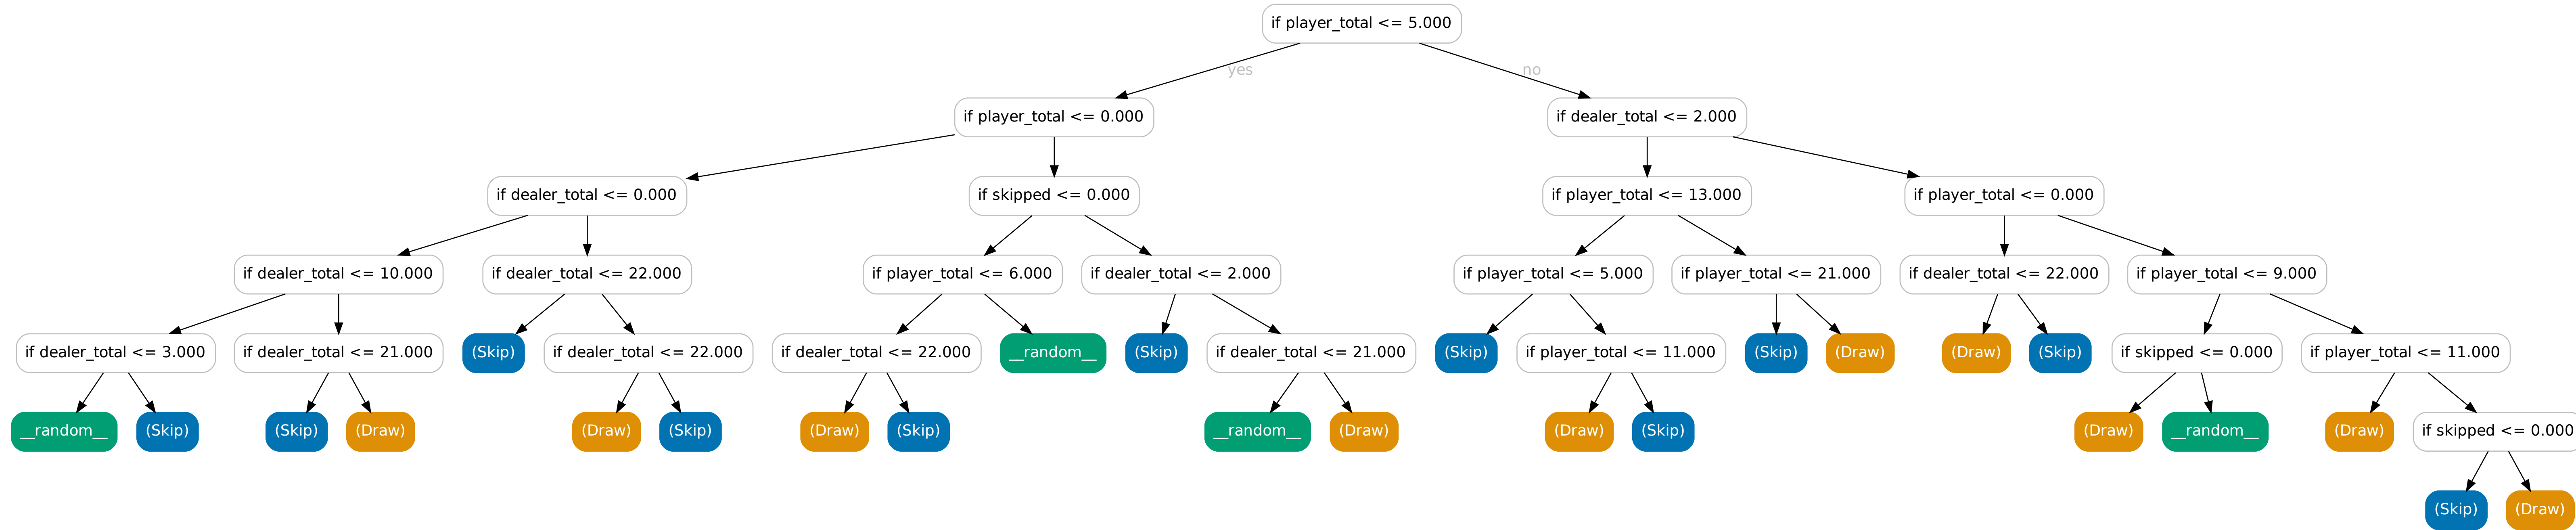 if player_total <= 5.000
yes
no
if player_total <= 0.000
if dealer_total <= 2.000
if dealer_total <= 0.000
if skipped <= 0.000
if player_total <= 13.000
if player_total <= 0.000
if dealer_total <= 10.000
if dealer_total <= 22.000
if player_total <= 6.000
if dealer_total <= 2.000
if player_total <= 5.000
if player_total <= 21.000
if dealer_total <= 22.000
if player_total <= 9.000
if dealer_total <= 3.000
if dealer_total <= 21.000
(Skip)
if dealer_total <= 22.000
if dealer_total <= 22.000
__random__
(Skip)
if dealer_total <= 21.000
(Skip)
if player_total <= 11.000
(Skip)
(Draw)
(Draw)
(Skip)
if skipped <= 0.000
if player_total <= 11.000
__random__
(Skip)
(Skip)
(Draw)
(Draw)
(Skip)
(Draw)
(Skip)
__random__
(Draw)
(Draw)
(Skip)
(Draw)
__random__
(Draw)
if skipped <= 0.000
(Skip)
(Draw)